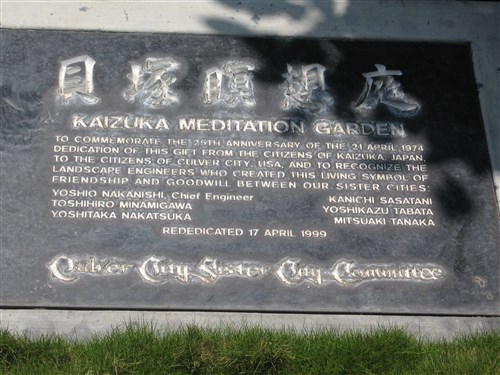 貝塚瞑想庭
KAIZUKA MEDITATION GARDEN
TO COMMEMORATE THE 25TH ANNIVERSARY OF THE 21 APRIL 1974
DEDICATION OF THIS GIFT FROM THE CITIZENS OF KAIZUKA, JAPAN,
TO THE CITIZENS OF CULVER CITY, USA, AND TO RECOGNIZE THE
LANDSCAPE ENGINEERS WHO CREATED THIS LIVING SYMBOL OF
FRIENDSHIP AND GOODWILL BETWEEN OUR SISTER CITIES:
YOSHIO NAKANISHI, Chief Engineer KANICHI SASATANI
TOSHIHIRO MINAMIGAWA YOSHIKAZU TABATA
YOSHITAKA NAKATSUKA MITSUAKI TANAKA
REDEDICATED 17 APRIL 1999
Culver City Sister City Committee